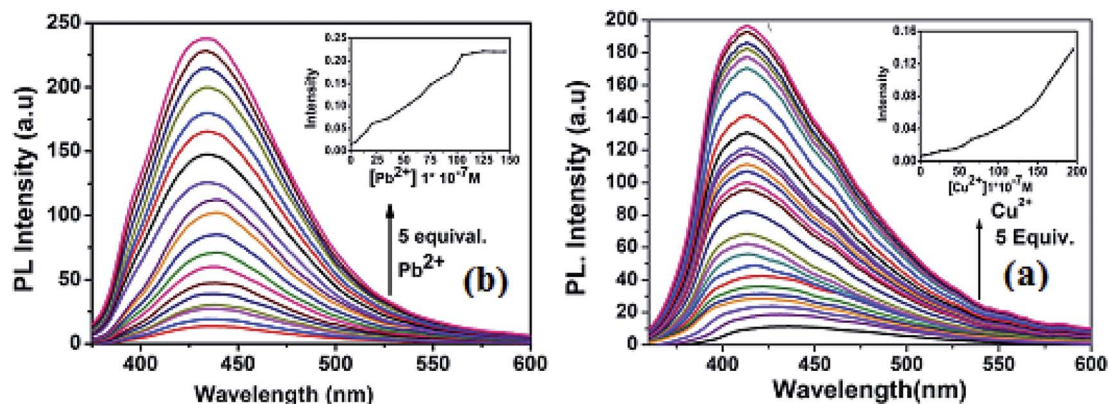 250
200
150
100
50
0
PL Intensity (a.u)
400 450 500 550 600
Wavelength (nm)
0.25
0.20
0.15
0.10
0.05
0.00
Intensity
0 25 50 75 100 125 150
[Pb²⁺] 1* 10⁻⁷M
5 equival.
Pb²⁺
(b)
200
180
160
140
120
100
80
60
40
20
0
PL. Intensity (a.u)
400 450 500 550 600
Wavelength(nm)
0.16
0.12
0.08
0.04
0.00
Intensity
0 50 100 150 200
[Cu²⁺]1*10⁻⁷M
Cu²⁺
5 Equiv.
(a)